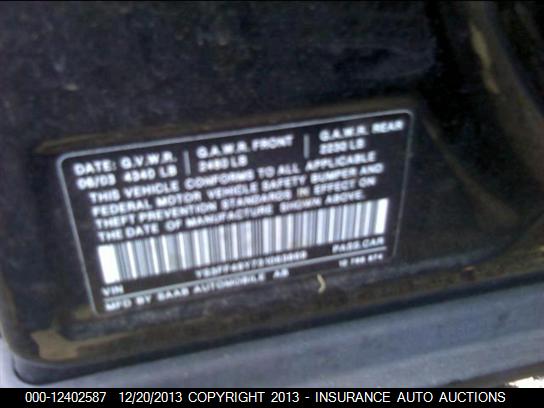 DATE: G.V.W.R. G.A.W.R. FRONT G.A.W.R. REAR
06/03 4340 LB 2480 LB 2230 LB
THIS VEHICLE CONFORMS TO ALL APPLICABLE
FEDERAL MOTOR VEHICLE SAFETY BUMPER AND
THEFT PREVENTION STANDARDS IN EFFECT ON
THE DATE OF MANUFACTURE SHOWN ABOVE.
VIN PASS.CAR
MFD BY SAAB AUTOMOBILE AB
000-12402587 12/20/2013 COPYRIGHT 2013 - INSURANCE AUTO AUCTIONS